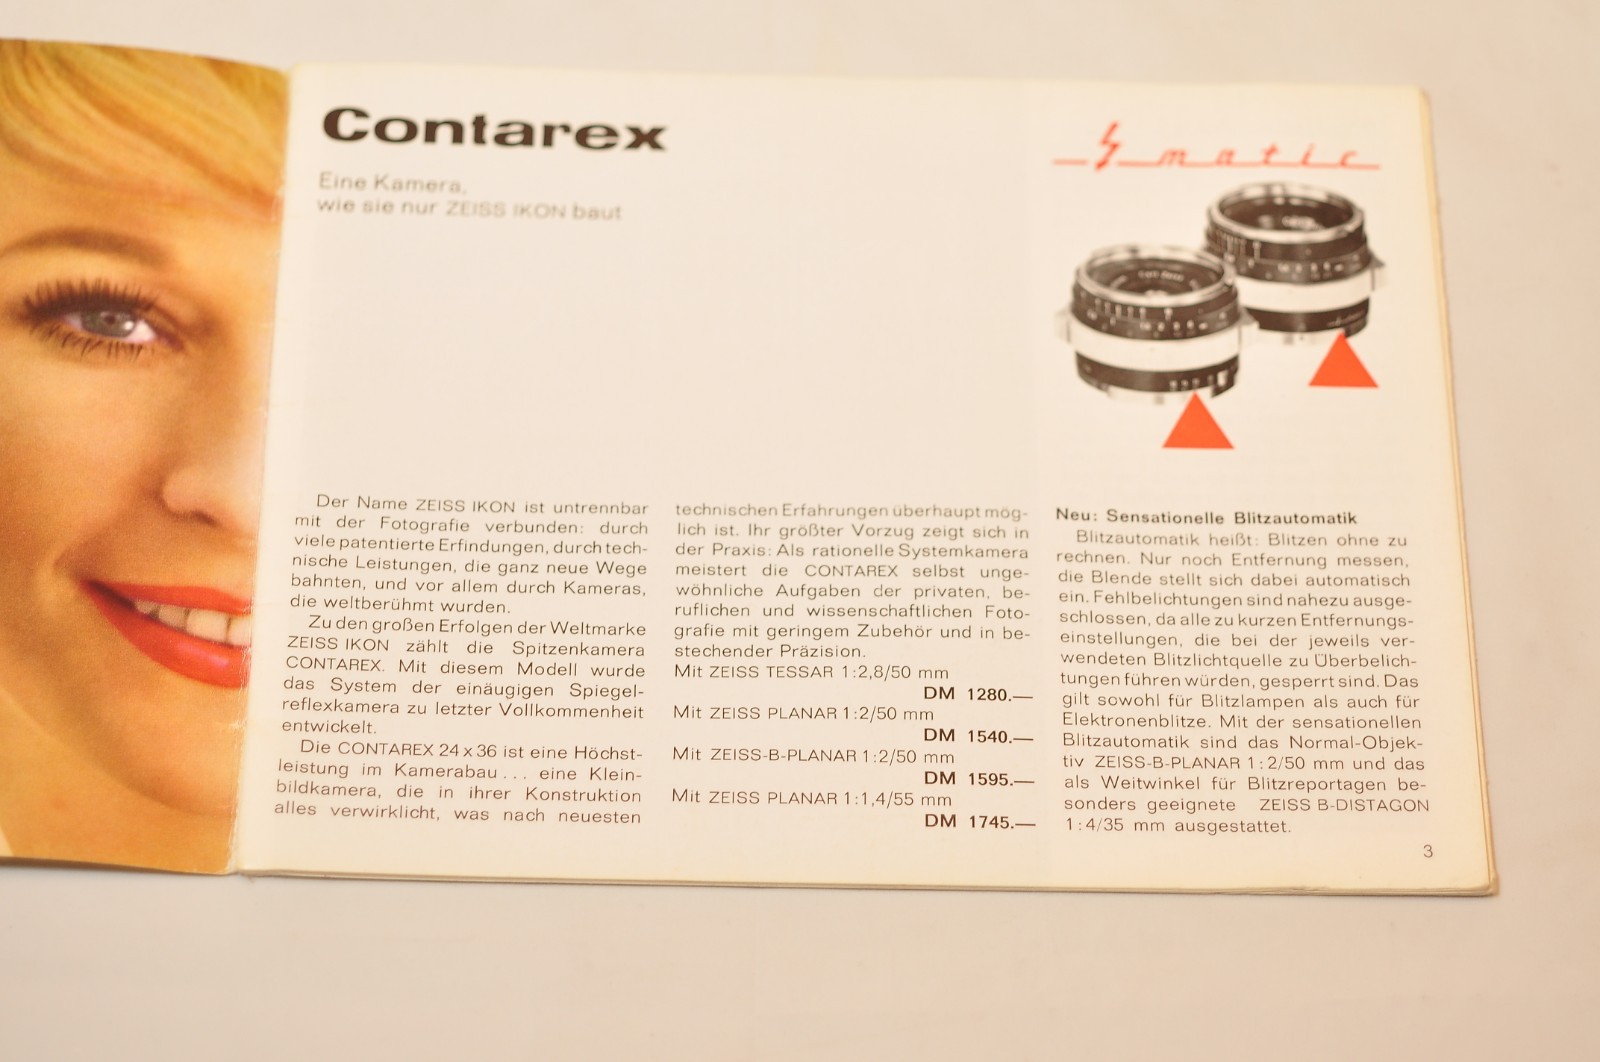 Contarex
Eine Kamera,
wie sie nur ZEISS IKON baut
Der Name ZEISS IKON ist untrennbar
mit der Fotografie verbunden: durch
viele patentierte Erfindungen, durch tech-
nische Leistungen, die ganz neue Wege
bahnten, und vor allem durch Kameras,
die weltberühmt wurden.
Zu den großen Erfolgen der Weltmarke
ZEISS IKON zählt die Spitzenkamera
CONTAREX. Mit diesem Modell wurde
das System der einäugigen Spiegel-
reflexkamera zu letzter Vollkommenheit
entwickelt.
Die CONTAREX 24 x 36 ist eine Höchst-
leistung im Kamerabau... eine Klein-
bildkamera, die in ihrer Konstruktion
alles verwirklicht, was nach neuesten
technischen Erfahrungen überhaupt mög-
lich ist. Ihr größter Vorzug zeigt sich in
der Praxis: Als rationelle Systemkamera
meistert die CONTAREX selbst unge-
wöhnliche Aufgaben der privaten, be-
ruflichen und wissenschaftlichen Foto-
grafie mit geringem Zubehör und in be-
stechender Präzision.
Mit ZEISS TESSAR 1:2,8/50 mm
DM 1280.—
Mit ZEISS PLANAR 1:2/50 mm
DM 1540.—
Mit ZEISS-B-PLANAR 1:2/50 mm
DM 1595.—
Mit ZEISS PLANAR 1:1,4/55 mm
DM 1745.—
matic
Neu: Sensationelle Blitzautomatik
Blitzautomatik heißt: Blitzen ohne zu
rechnen. Nur noch Entfernung messen,
die Blende stellt sich dabei automatisch
ein. Fehlbelichtungen sind nahezu ausge-
schlossen, da alle zu kurzen Entfernungs-
einstellungen, die bei der jeweils ver-
wendeten Blitzlichtquelle zu Überbelich-
tungen führen würden, gesperrt sind. Das
gilt sowohl für Blitzlampen als auch für
Elektronenblitze. Mit der sensationellen
Blitzautomatik sind das Normal-Objek-
tiv ZEISS-B-PLANAR 1:2/50 mm und das
als Weitwinkel für Blitzreportagen be-
sonders geeignete ZEISS B-DISTAGON
1:4/35 mm ausgestattet.
3